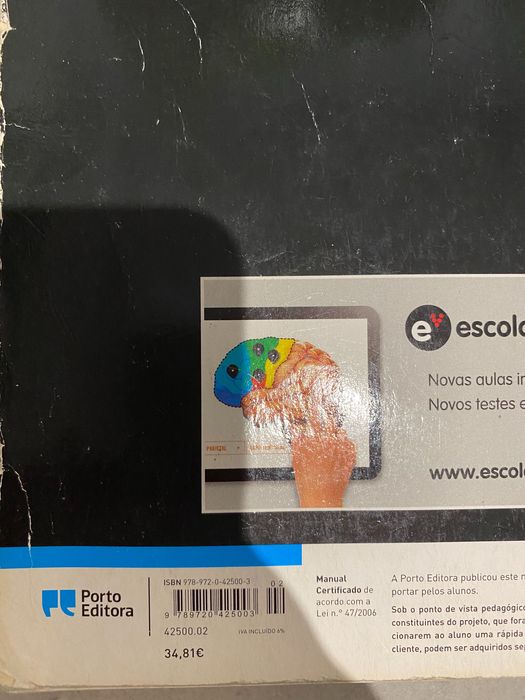 escol
Novas aulas in
Novos testes e
www.escol
Porto
Editora
ISBN 978-972-0-42500-3
02
9 789720 425003
42500.02
IVA INCLUÍDO 6%
34,81€
Manual
Certificado de
acordo com a
Lei n.º 47/2006
A Porto Editora publicou este
portar pelos alunos.
Sob o ponto de vista pedagógic
constituintes do projeto, que fora
cionarem ao aluno uma rápida
cliente, podem ser adquiridos se